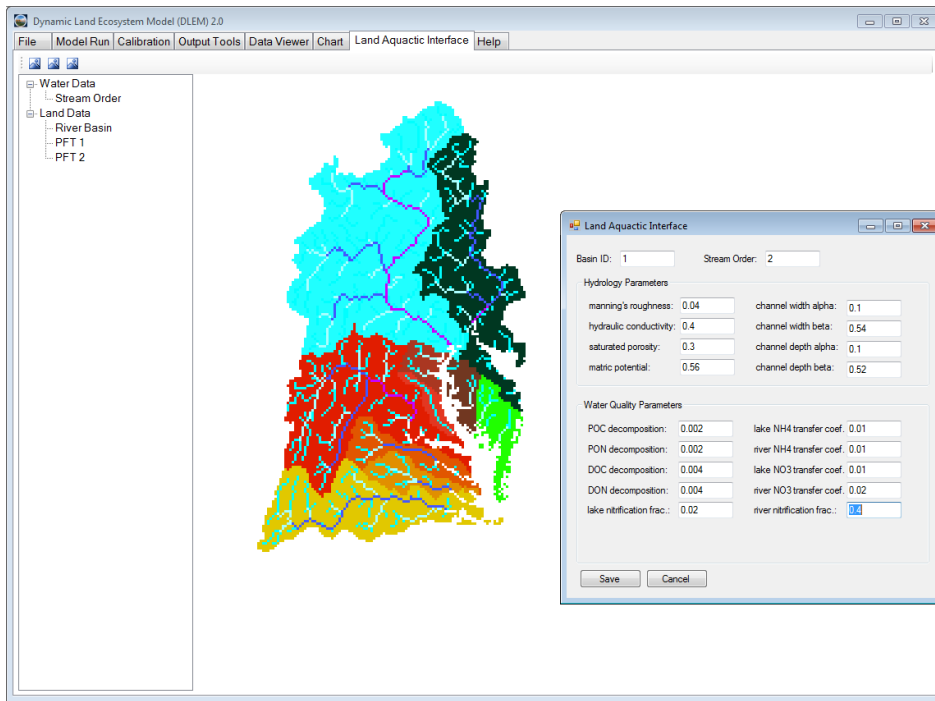 Dynamic Land Ecosystem Model (DLEM) 2.0
File Model Run Calibration Output Tools Data Viewer Chart Land Aquactic Interface Help
Water Data
Stream Order
Land Data
River Basin
PFT 1
PFT 2
Land Aquactic Interface
Basin ID: 1 Stream Order: 2
Hydrology Parameters
manning's roughness: 0.04 channel width alpha: 0.1
hydraulic conductivity: 0.4 channel width beta: 0.54
saturated porosity: 0.3 channel depth alpha: 0.1
matric potential: 0.56 channel depth beta: 0.52
Water Quality Parameters
POC decomposition: 0.002 lake NH4 transfer coef. 0.01
PON decomposition: 0.002 river NH4 transfer coef. 0.01
DOC decomposition: 0.004 lake NO3 transfer coef. 0.01
DON decomposition: 0.004 river NO3 transfer coef. 0.02
lake nitrification frac.: 0.02 river nitrification frac.: 0.4
Save Cancel